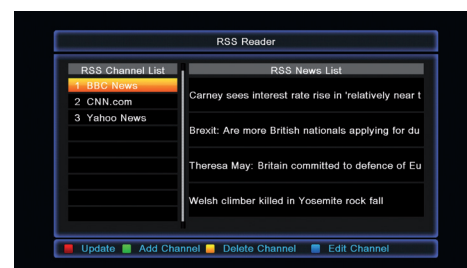 RSS Reader
RSS Channel List
1 BBC News
2 CNN.com
3 Yahoo News
RSS News List
Carney sees interest rate rise in 'relatively near t
Brexit: Are more British nationals applying for du
Theresa May: Britain committed to defence of Eu
Welsh climber killed in Yosemite rock fall
Update Add Channel Delete Channel Edit Channel